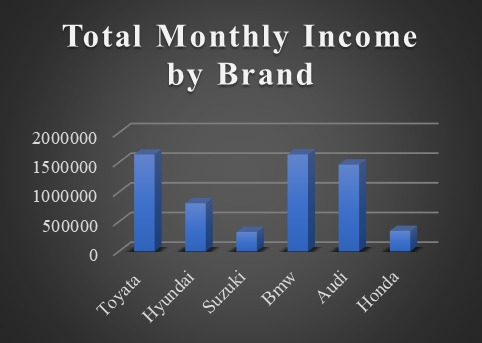 Total Monthly Income
by Brand
2000000
1500000
1000000
500000
0
Toyata
Hyundai
Suzuki
Bmw
Audi
Honda